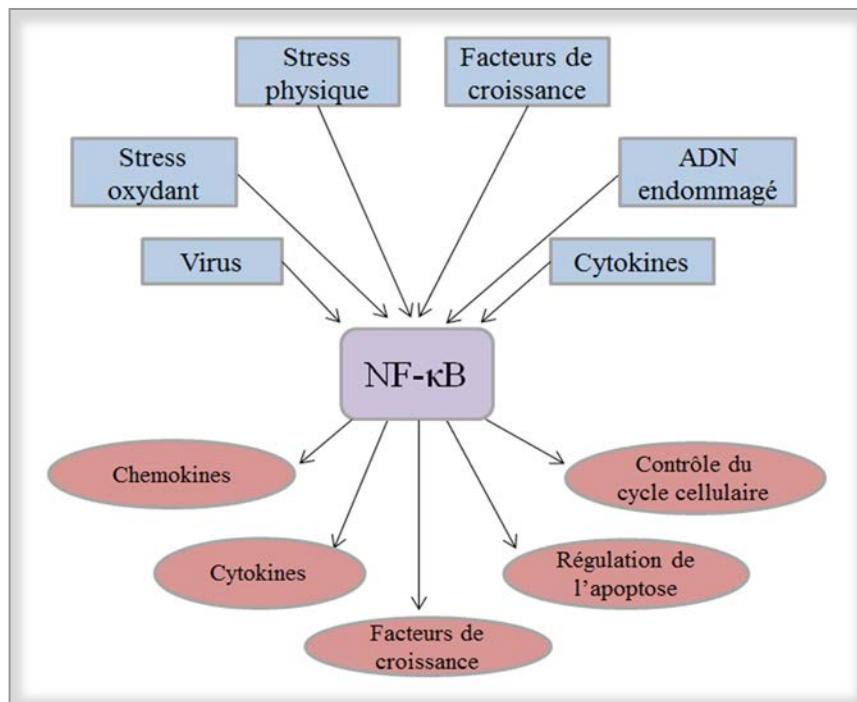 Stress
physique
Facteurs de
croissance
Stress
oxydant
ADN
endommagé
Virus
Cytokines
NF-κB
Chemokines
Contrôle du
cycle cellulaire
Cytokines
Régulation de
l’apoptose
Facteurs de
croissance